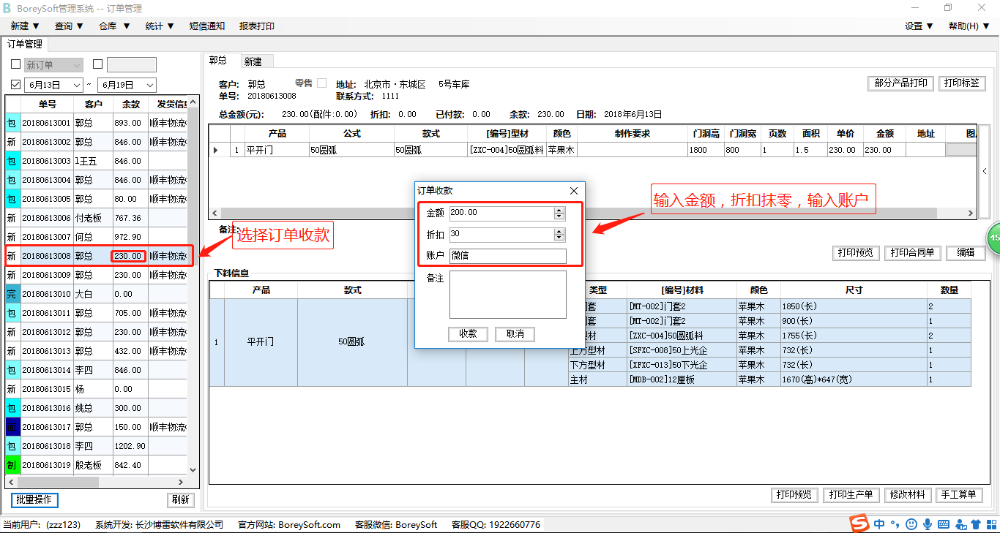 BoreySoft管理系统 -- 订单管理
新建 ▼ 查询 ▼ 仓库 ▼ 统计 ▼ 短信通知 报表打印 设置 ▼ 帮助(H) ▼
订单管理
新订单
6月13日 ~ 6月19日
单号 客户 余款 发货信息
包 20180613001 郭总 893.00 顺丰物流
新 20180613002 郭总 846.00 顺丰物流
包 20180613003 1王五 846.00
包 20180613004 郭总 846.00 顺丰物流
包 20180613005 郭总 80.00 顺丰物流
新 20180613006 付老板 767.36
新 20180613007 何总 972.90
新 20180613008 郭总 230.00 顺丰物流
新 20180613009 郭总 230.00 顺丰物流
完 20180613010 大白 0.00
包 20180613011 郭总 705.00 顺丰物流
新 20180613012 郭总 230.00 顺丰物流
新 20180613013 郭总 432.00 顺丰物流
包 20180613014 李四 846.00
新 20180613015 杨 0.00
包 20180613016 姚总 300.00
20180613017 郭总 150.00 顺丰物流
包 20180613018 李四 1202.90
制 20180613019 殷老板 842.40
批量操作 刷新
郭总 新建
客户: 郭总 零售 地址: 北京市·东城区 5号车库
单号: 20180613008 联系方式: 1111
部分产品打印 打印标签
总金额(元): 230.00(配件:0.00) 折扣: 0.00 已付款: 0.00 余款: 230.00 日期: 2018年6月13日
产品 公式 款式 [编号]型材 颜色 制作要求 门洞高 门洞宽 页数 面积 单价 金额 地址
1 平开门 50圆弧 50圆弧 [ZXC-004]50圆弧料 苹果木 1800 800 1 1.5 230.00 230.00
备注:
选择订单收款
输入金额，折扣抹零，输入账户
订单收款
金额 200.00
折扣 30
账户 微信
备注
收款 取消
打印预览 打印合同单 编辑
下料信息
产品 款式 类型 [编号]材料 颜色 尺寸 数量
1 平开门 50圆弧
套 [MT-002]门套2 苹果木 1850(长) 2
套 [MT-002]门套2 苹果木 900(长) 1
材 [ZXC-004]50圆弧料 苹果木 1755(长) 2
上方型材 [SFXC-008]50上光企 苹果木 732(长) 1
下方型材 [XFXC-013]50下光企 苹果木 732(长) 1
主材 [MDB-002]12厘板 苹果木 1670(高)*647(宽) 1
打印预览 打印生产单 修改材料 手工算单
当前用户: (zzz123) 系统开发: 长沙博雷软件有限公司 官方网站: BoreySoft.com 客服微信: BoreySoft 客服QQ: 1922660776
中
45